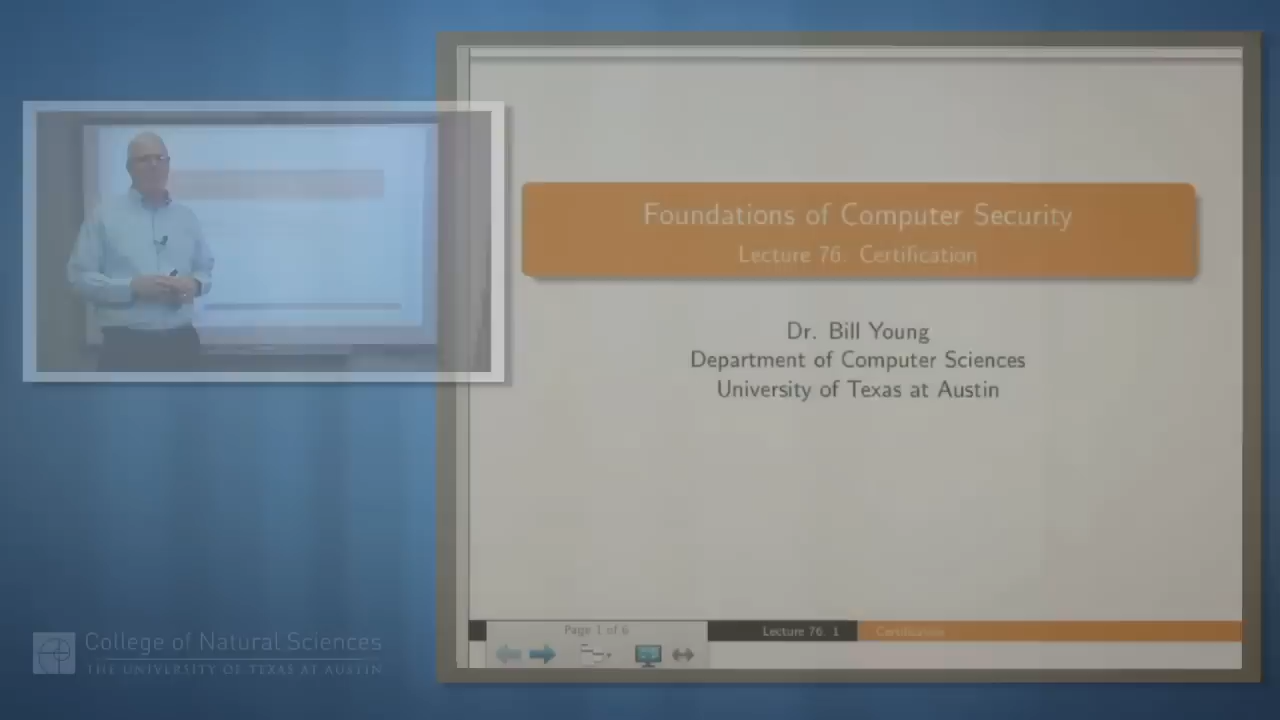 Foundations of Computer Security
Lecture 76: Certification
Dr. Bill Young
Department of Computer Sciences
University of Texas at Austin
Page 1 of 6
Lecture 76: 1
Certification
College of Natural Sciences
THE UNIVERSITY OF TEXAS AT AUSTIN